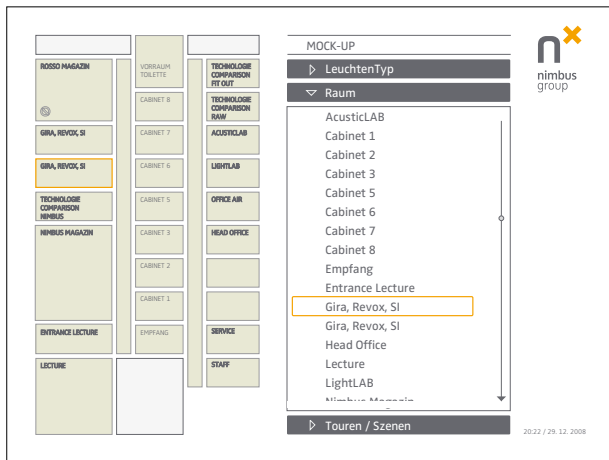 ROSSO MAGAZIN
GIRA, REVOX, SI
GIRA, REVOX, SI
TECHNOLOGIE
COMPARISON
NIMBUS
NIMBUS MAGAZIN
ENTRANCE LECTURE
LECTURE
VORRAUM
TOILETTE
CABINET 8
CABINET 7
CABINET 6
CABINET 5
CABINET 3
CABINET 2
CABINET 1
EMPFANG
TECHNOLOGIE
COMPARISON
FIT OUT
TECHNOLOGIE
COMPARISON
RAW
ACUSTICLAB
LIGHTLAB
OFFICE AIR
HEAD OFFICE
SERVICE
STAFF
MOCK-UP
LeuchtenTyp
Raum
AcusticLAB
Cabinet 1
Cabinet 2
Cabinet 3
Cabinet 5
Cabinet 6
Cabinet 7
Cabinet 8
Empfang
Entrance Lecture
Gira, Revox, SI
Gira, Revox, SI
Head Office
Lecture
LightLAB
Nimbus Magazin
Touren / Szenen
n×
nimbus
group
20:22 / 29. 12. 2008